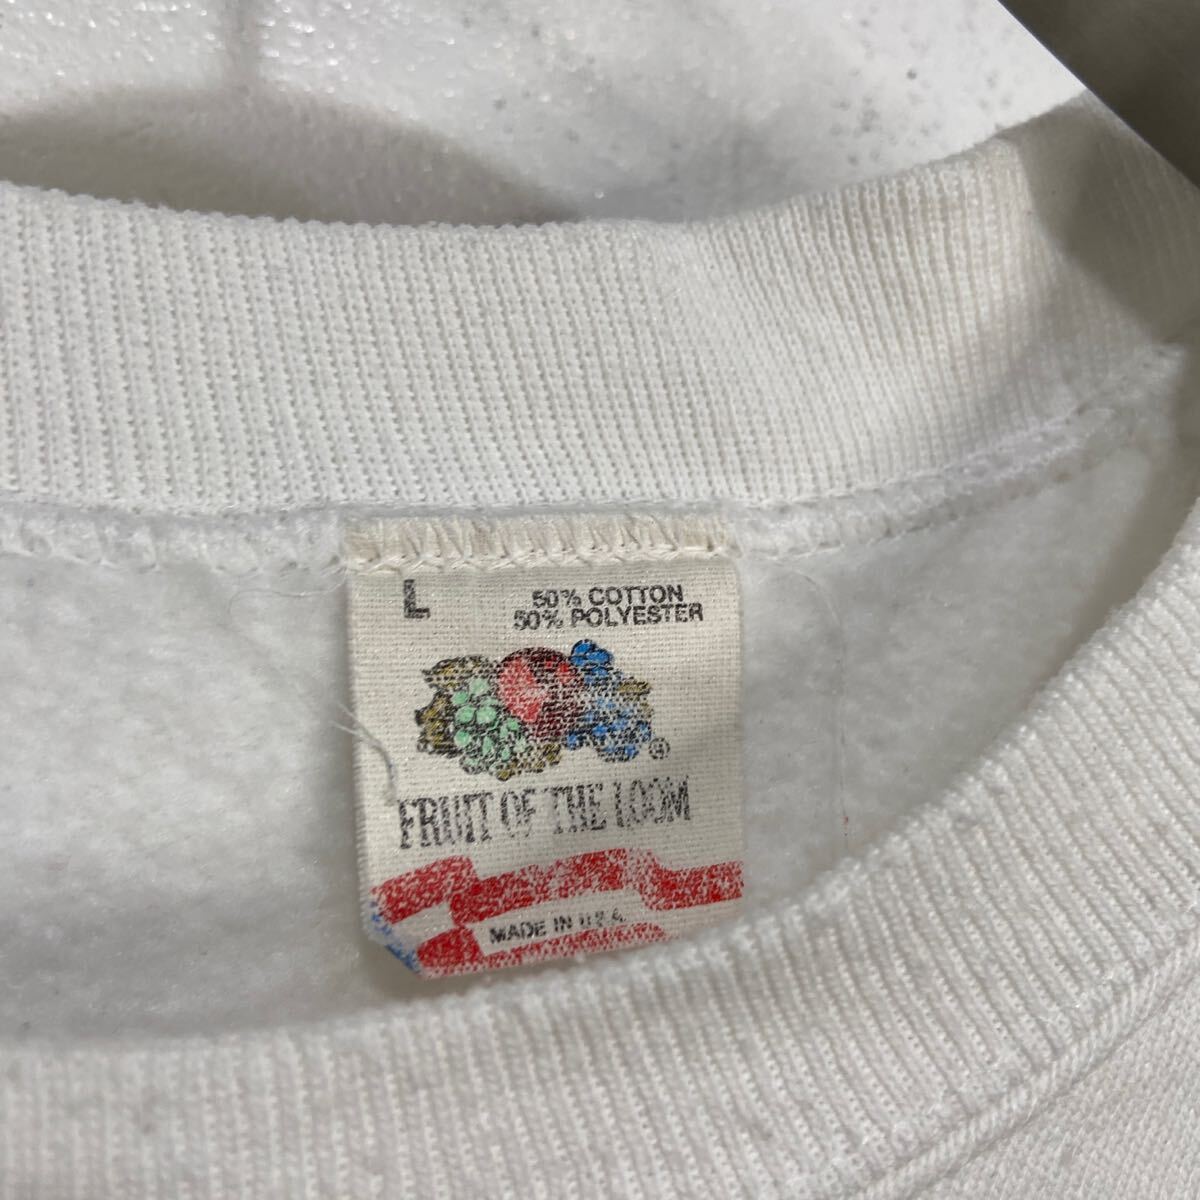 L
50% COTTON
50% POLYESTER
®
FRUIT OF THE LOOM
MADE IN U.S.A.